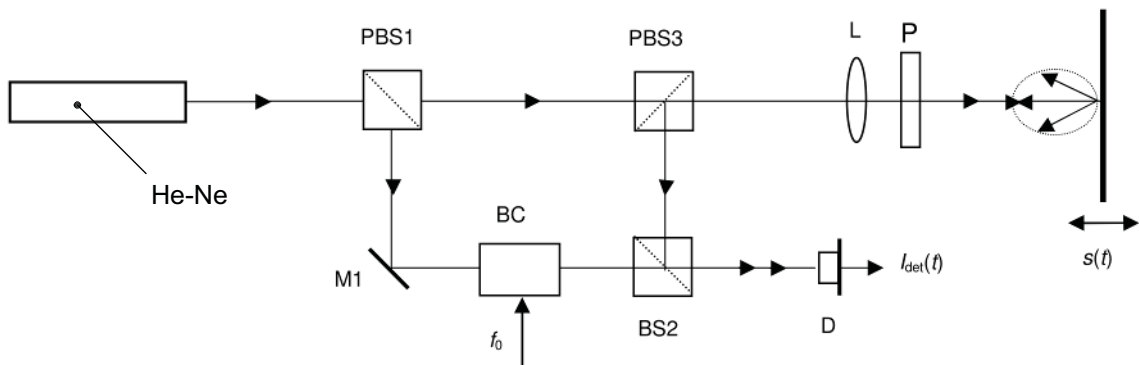 PBS1
PBS3
L
P
He-Ne
BC
M1
I_det(t)
s(t)
f_0
BS2
D